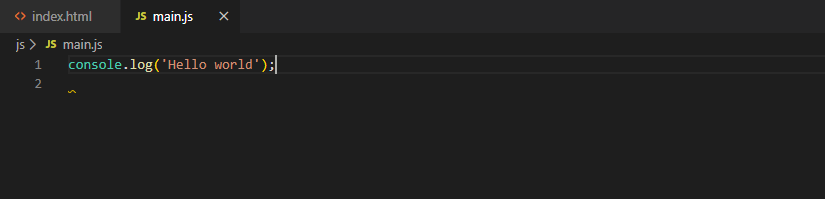 index.html JS main.js
js > JS main.js
1 console.log('Hello world');
2